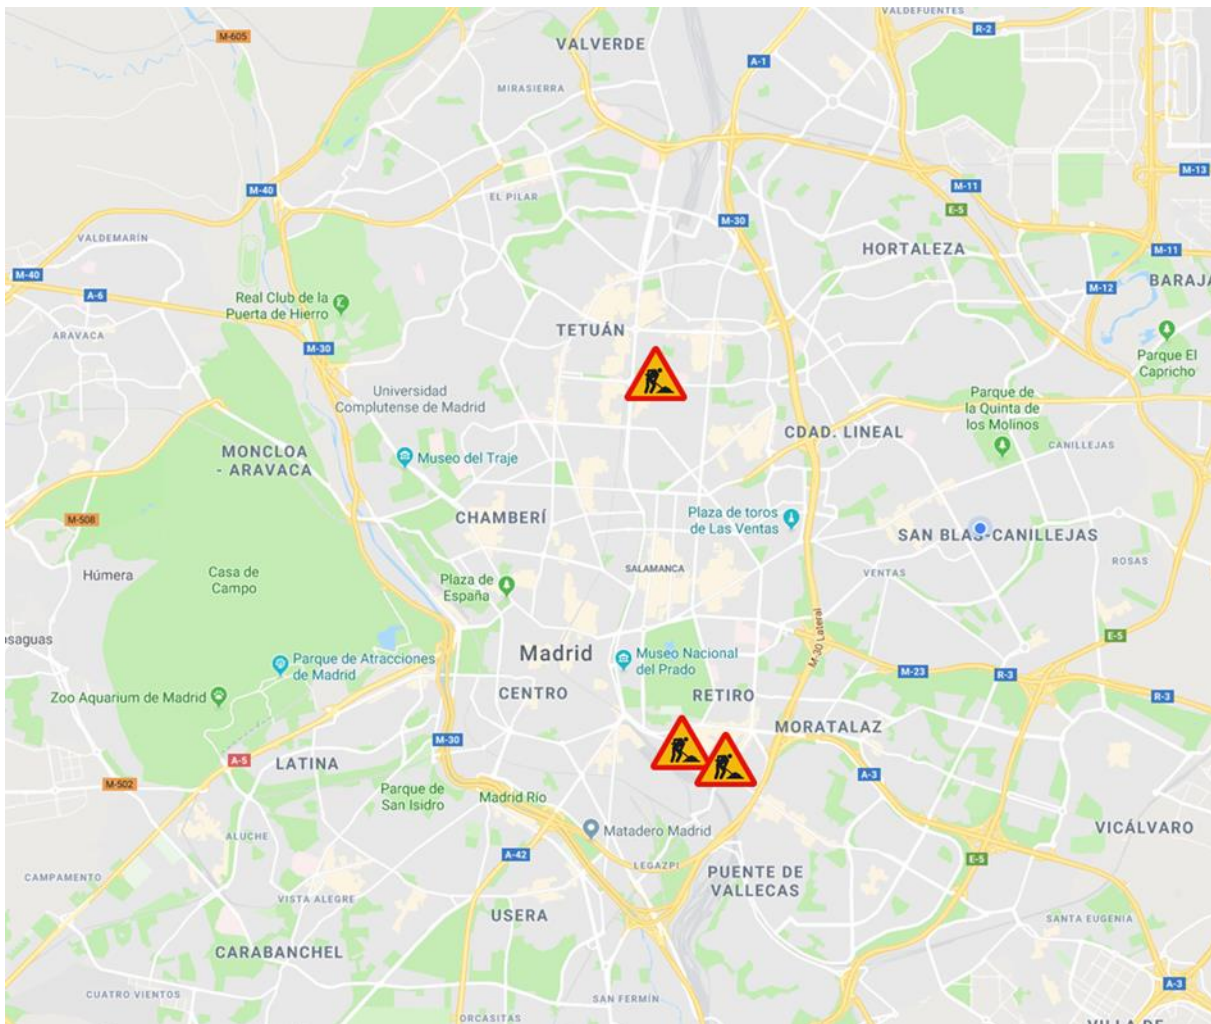 VALDEFUENTES
M-605
R-2
VALVERDE
A-1
MIRASIERRA
M-13
M-40
M-11
EL PILAR
E-5
M-30
VALDEMARÍN
HORTALEZA
M-11
M-40
A-6
M-12
BARAJA
Real Club de la
Puerta de Hierro
TETUÁN
ARAVACA
M-30
Parque El
Capricho
Universidad
Complutense de Madrid
Parque de
la Quinta de
los Molinos
CDAD. LINEAL
CANILLEJAS
MONCLOA
- ARAVACA
Museo del Traje
M-508
CHAMBERÍ
Plaza de toros
de Las Ventas
SAN BLAS-CANILLEJAS
ROSAS
Húmera
Casa de
Campo
Plaza de
España
SALAMANCA
VENTAS
osaguas
M-30 Lateral
E-5
Madrid
Museo Nacional
del Prado
Parque de Atracciones
de Madrid
M-23
R-3
R-3
Zoo Aquarium de Madrid
CENTRO
RETIRO
MORATALAZ
M-30
A-5
LATINA
A-3
M-502
Parque de
San Isidro
Madrid Río
Matadero Madrid
VICÁLVARO
ALUCHE
A-42
LEGAZPI
E-5
CAMPAMENTO
PUENTE DE
VALLECAS
VISTA ALEGRE
USERA
SANTA EUGENIA
CARABANCHEL
A-3
CUATRO VIENTOS
SAN FERMÍN
ORCASITAS
VILLA DE